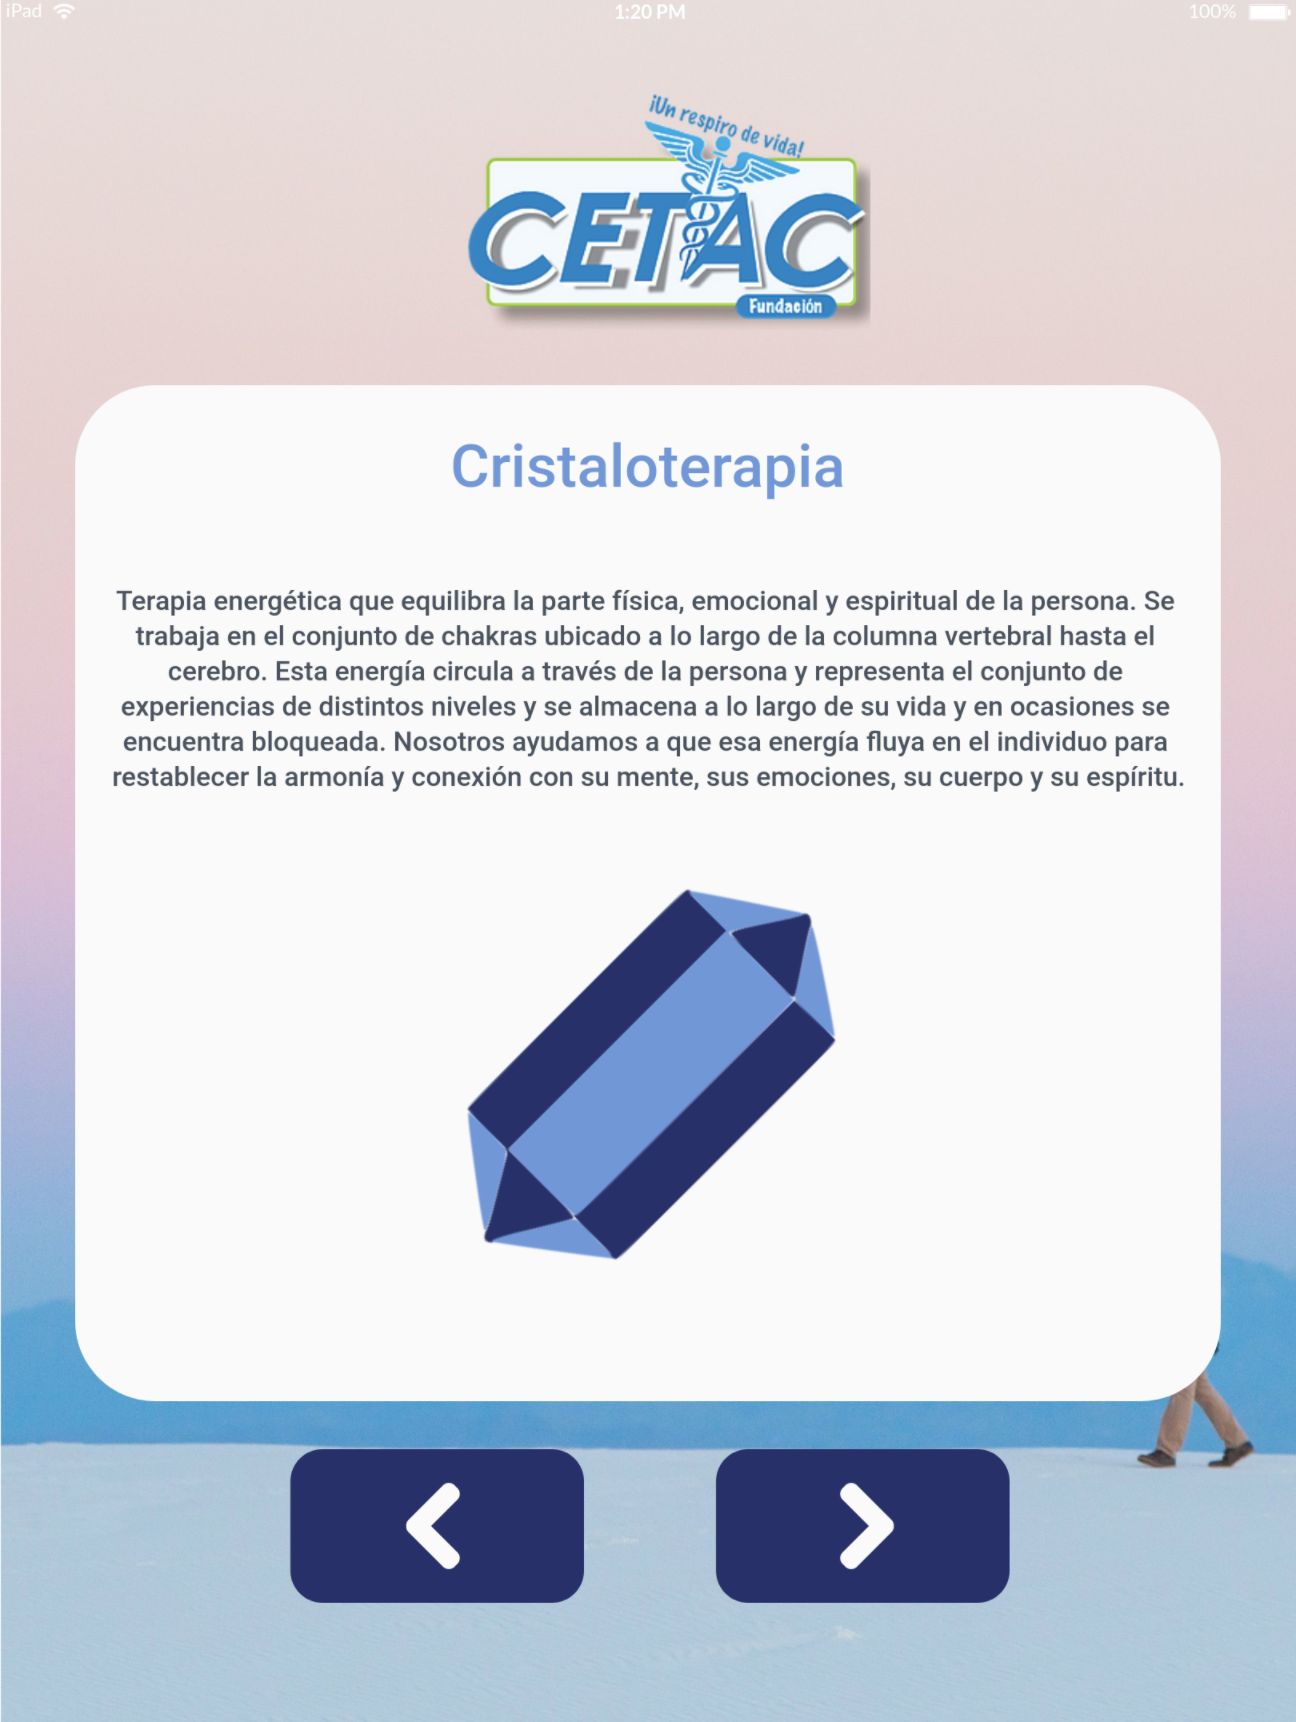 iPad
1:20 PM
100%
¡Un respiro de vida!
CETAC
Fundación
Cristaloterapia
Terapia energética que equilibra la parte física, emocional y espiritual de la persona. Se
trabaja en el conjunto de chakras ubicado a lo largo de la columna vertebral hasta el
cerebro. Esta energía circula a través de la persona y representa el conjunto de
experiencias de distintos niveles y se almacena a lo largo de su vida y en ocasiones se
encuentra bloqueada. Nosotros ayudamos a que esa energía fluya en el individuo para
restablecer la armonía y conexión con su mente, sus emociones, su cuerpo y su espíritu.